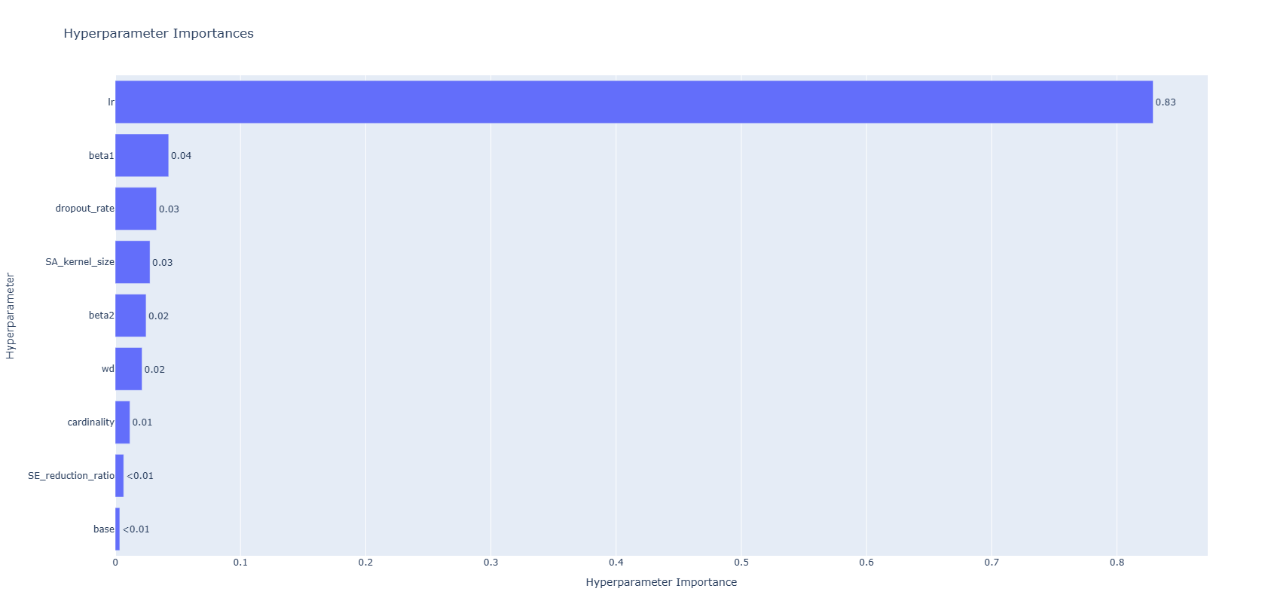 Hyperparameter Importances
lr
0.83
beta1
0.04
dropout_rate
0.03
SA_kernel_size
0.03
beta2
0.02
wd
0.02
cardinality
0.01
SE_reduction_ratio
<0.01
base
<0.01
0 0.1 0.2 0.3 0.4 0.5 0.6 0.7 0.8
Hyperparameter Importance
Hyperparameter